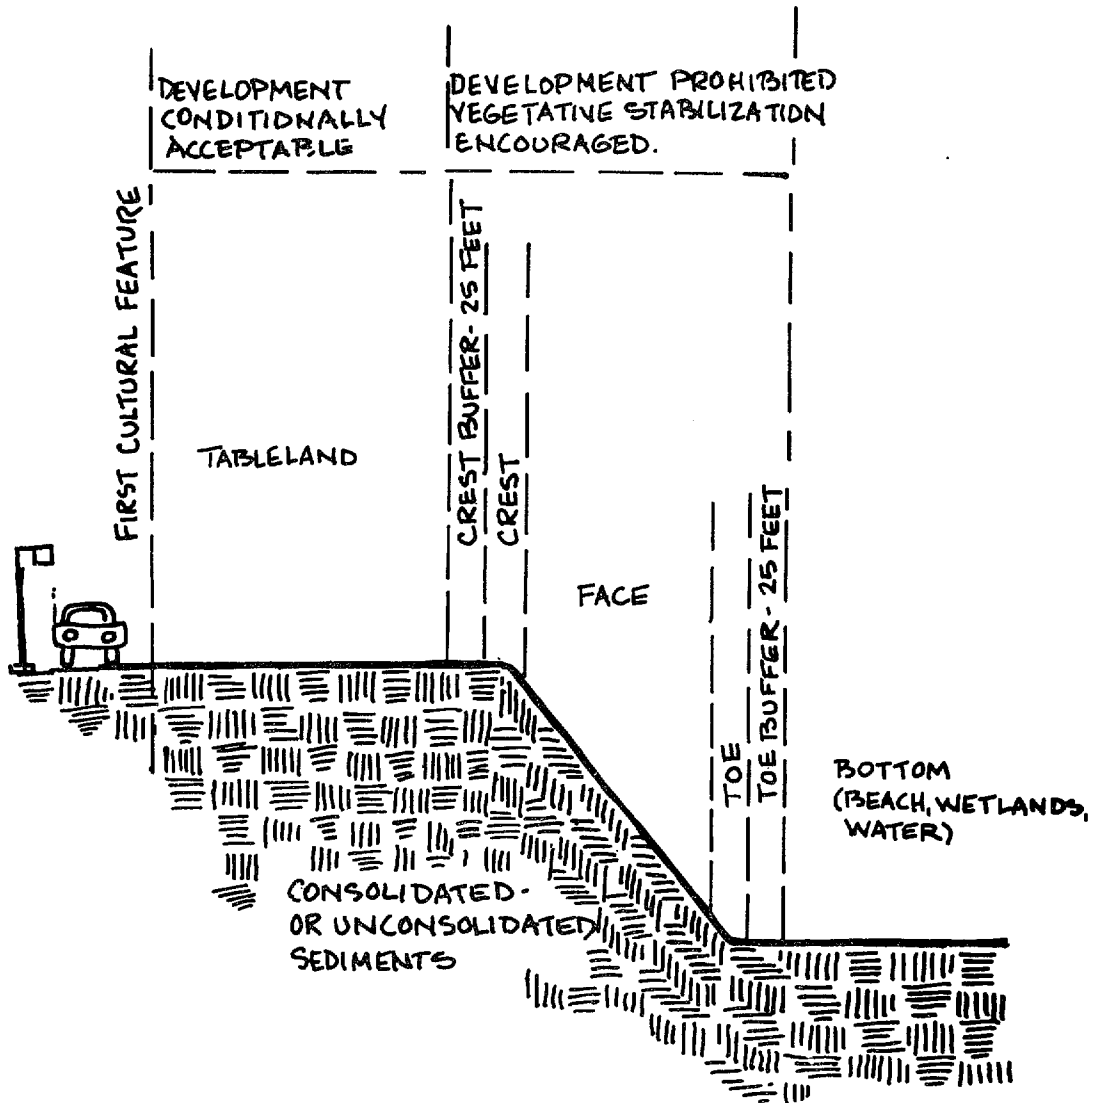 DEVELOPMENT
CONDITIONALLY
ACCEPTABLE
DEVELOPMENT PROHIBITED
VEGETATIVE STABILIZATION
ENCOURAGED.
FIRST CULTURAL FEATURE
TABLELAND
CREST BUFFER-25 FEET
CREST
FACE
TOE
TOE BUFFER - 25 FEET
BOTTOM
(BEACH, WETLANDS,
WATER)
CONSOLIDATED-
OR UNCONSOLIDATED
SEDIMENTS